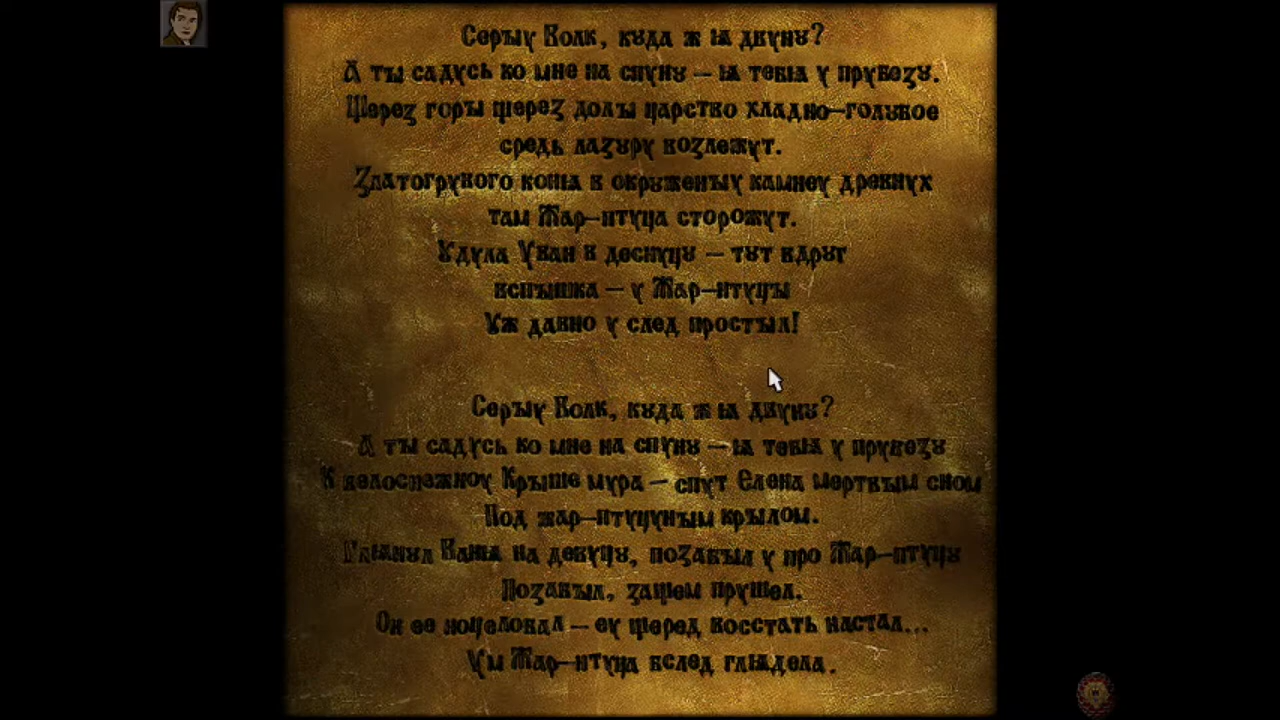 Серый Волк, куда ж я двину?
А ты садись ко мне на спину – я тебя и привезу.
Через горы через долы царство хладно–голубое
средь лазури возлежит.
Златогривого коня в окруженьи камней древних
там Жар–птица сторожит.
Удила Иван в десницу – тут вдруг
вспышка – и Жар–птицы
Уж давно и след простыл!
Серый Волк, куда ж я двину?
А ты садись ко мне на спину – я тебя и привезу
К белоснежной Крыше мира – спит Елена мертвым сном
Под жар–птициным крылом.
Глянул Ваня на девицу, позабыл и про Жар–птицу
Позабыл, зачем пришел.
Он ее поцеловал – ей черед восстать настал...
Им Жар–птица вслед глядела.